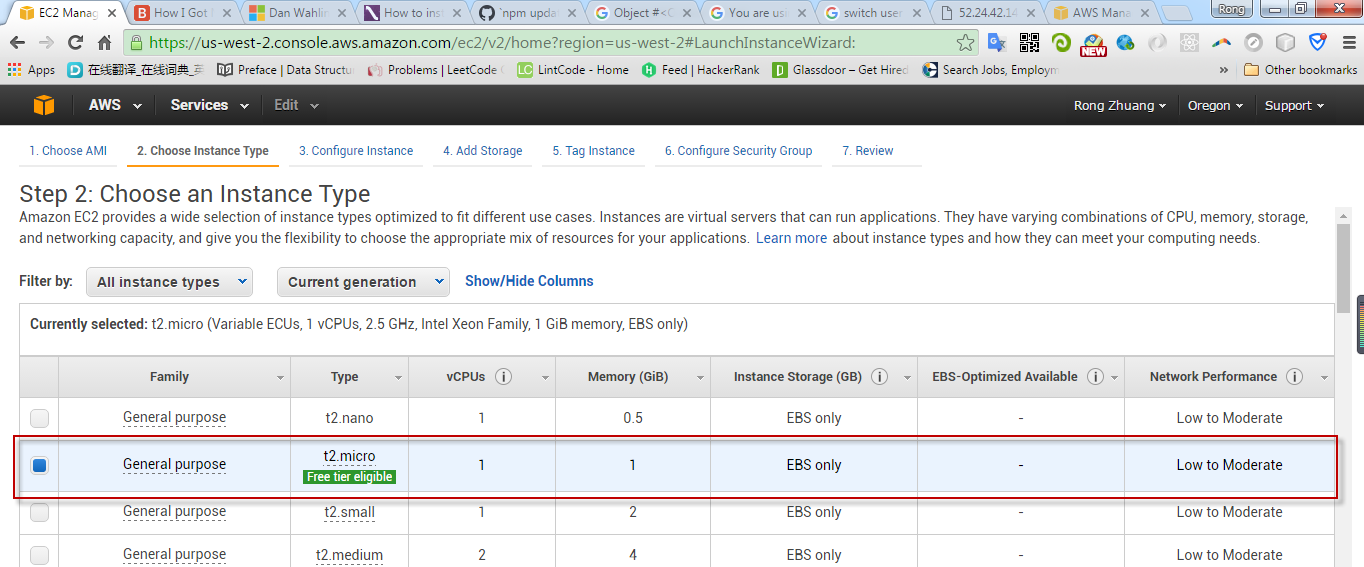 EC2 Manag
How I Got
Dan Wahlin
How to inst
`npm updat
Object #<C
You are usi
switch user
52.24.42.14
AWS Mana
Rong
https://us-west-2.console.aws.amazon.com/ec2/v2/home?region=us-west-2#LaunchInstanceWizard:
NEW
Apps
在线翻译_在线词典_英
Preface | Data Structu
Problems | LeetCode
LintCode - Home
Feed | HackerRank
Glassdoor – Get Hired
Search Jobs, Employm
»
Other bookmarks
AWS
Services
Edit
Rong Zhuang
Oregon
Support
1. Choose AMI
2. Choose Instance Type
3. Configure Instance
4. Add Storage
5. Tag Instance
6. Configure Security Group
7. Review
Step 2: Choose an Instance Type
Amazon EC2 provides a wide selection of instance types optimized to fit different use cases. Instances are virtual servers that can run applications. They have varying combinations of CPU, memory, storage,
and networking capacity, and give you the flexibility to choose the appropriate mix of resources for your applications. Learn more about instance types and how they can meet your computing needs.
Filter by: All instance types Current generation Show/Hide Columns
Currently selected: t2.micro (Variable ECUs, 1 vCPUs, 2.5 GHz, Intel Xeon Family, 1 GiB memory, EBS only)
Family Type vCPUs Memory (GiB) Instance Storage (GB) EBS-Optimized Available Network Performance
General purpose t2.nano 1 0.5 EBS only - Low to Moderate
General purpose t2.micro 1 1 EBS only - Low to Moderate
Free tier eligible
General purpose t2.small 1 2 EBS only - Low to Moderate
General purpose t2.medium 2 4 EBS only - Low to Moderate